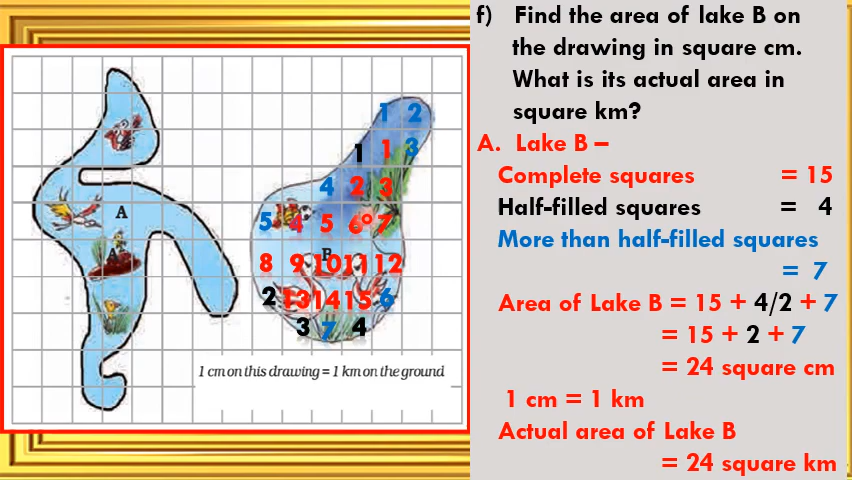 f) Find the area of lake B on
the drawing in square cm.
What is its actual area in
square km?
A. Lake B –
Complete squares = 15
Half-filled squares = 4
More than half-filled squares
= 7
Area of Lake B = 15 + 4/2 + 7
= 15 + 2 + 7
= 24 square cm
1 cm = 1 km
Actual area of Lake B
= 24 square km
1 2
1 1 3
4 2 3
A
5 4 5 6 7
A
B
8 9 10 11 12
2 13 14 15 6
3 7 4
1 cm on this drawing = 1 km on the ground